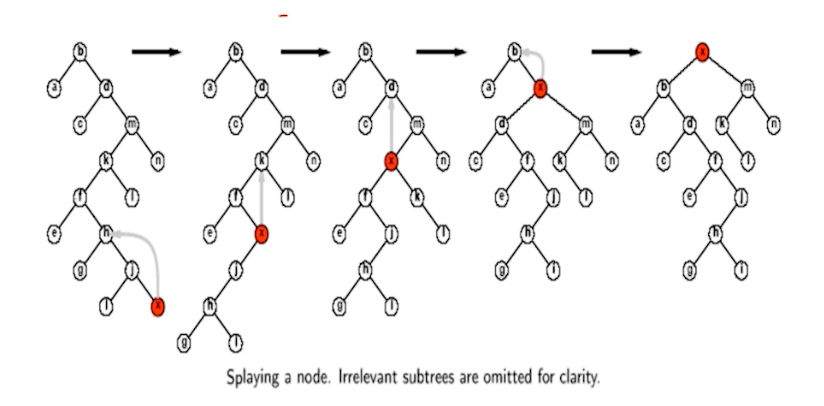 b b b b x
a d a d a d a x b m
c m c m c m d m a d k n
k n k n x n c f k n c f l
f l f l f k e j l e j
e h e x e j l h h
g j j h g i g i
i x h g i
g i
Splaying a node. Irrelevant subtrees are omitted for clarity.